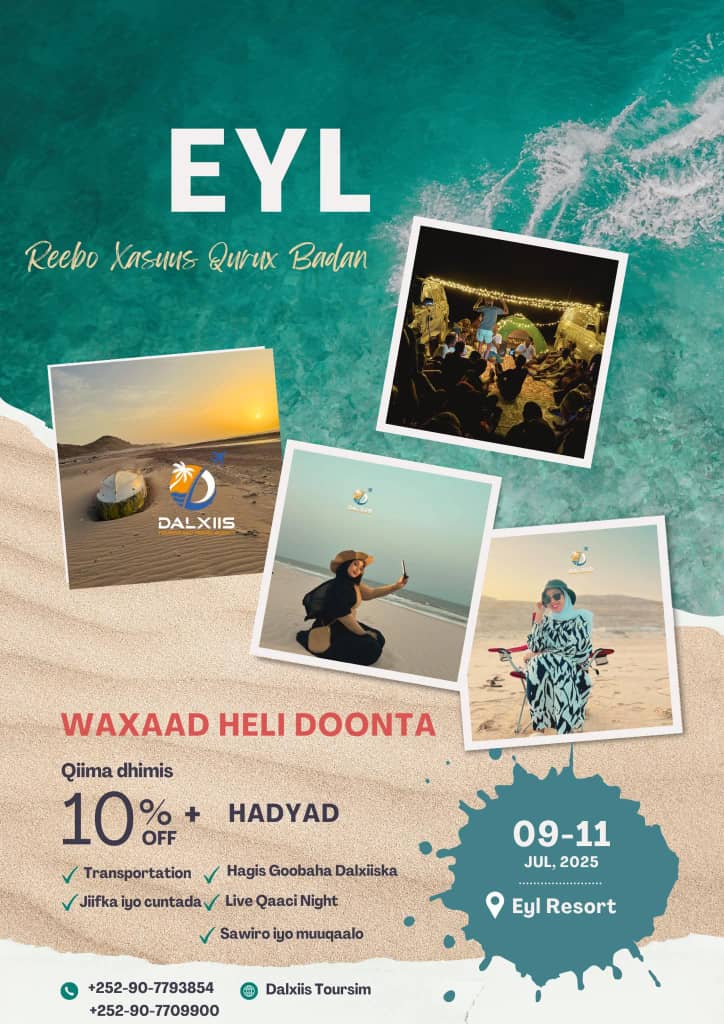 EYL
Reebo Xasuus Qurux Badan
DALXIIS
DALXIIS
DALXIIS
WAXAAD HELI DOONTA
Qiima dhimis
10% OFF + HADYAD
Transportation
Hagis Goobaha Dalxiiska
Jiifka iyo cuntada
Live Qaaci Night
Sawiro iyo muuqaalo
09-11
JUL, 2025
Eyl Resort
+252-90-7793854
+252-90-7709900
Dalxiis Toursim